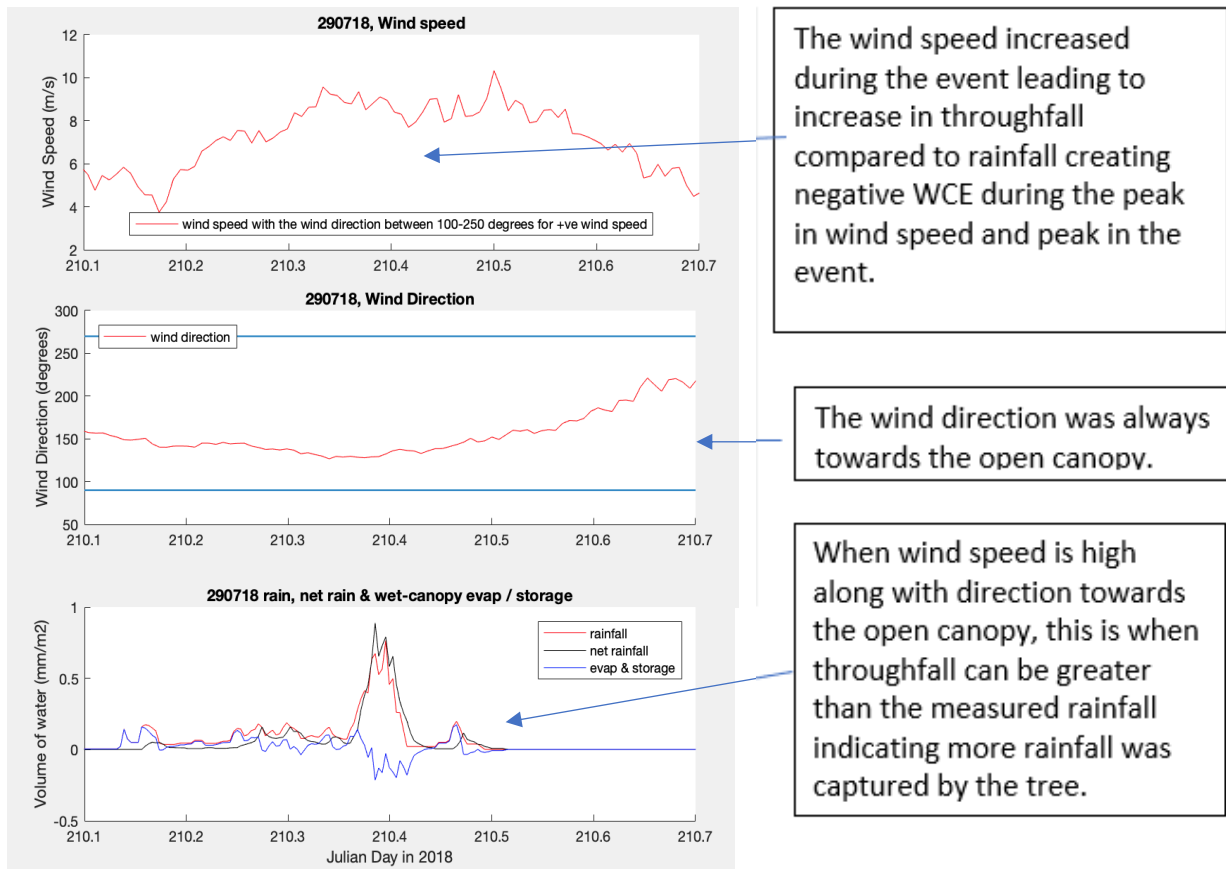 290718, Wind speed
Wind Speed (m/s)
12
10
8
6
4
2
wind speed with the wind direction between 100-250 degrees for +ve wind speed
210.1 210.2 210.3 210.4 210.5 210.6 210.7
The wind speed increased
during the event leading to
increase in throughfall
compared to rainfall creating
negative WCE during the peak
in wind speed and peak in the
event.
290718, Wind Direction
Wind Direction (degrees)
300
250
200
150
100
50
wind direction
210.1 210.2 210.3 210.4 210.5 210.6 210.7
The wind direction was always
towards the open canopy.
290718 rain, net rain & wet-canopy evap / storage
Volume of water (mm/m2)
1
0.5
0
-0.5
rainfall
net rainfall
evap & storage
210.1 210.2 210.3 210.4 210.5 210.6 210.7
Julian Day in 2018
When wind speed is high
along with direction towards
the open canopy, this is when
throughfall can be greater
than the measured rainfall
indicating more rainfall was
captured by the tree.